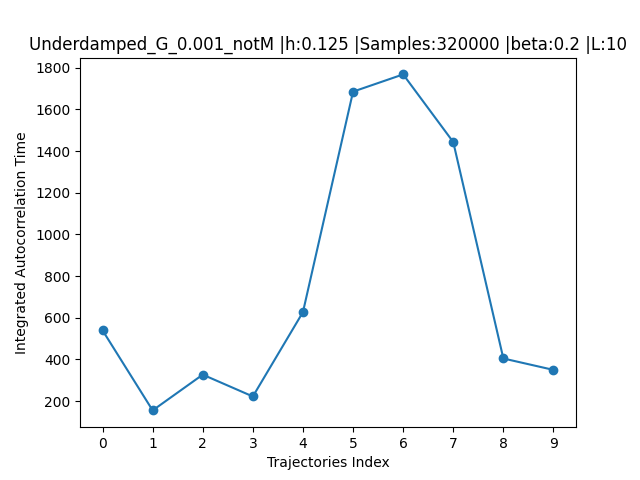 Underdamped_G_0.001_notM |h:0.125 |Samples:320000 |beta:0.2 |L:10
Integrated Autocorrelation Time
1800
1600
1400
1200
1000
800
600
400
200
0 1 2 3 4 5 6 7 8 9
Trajectories Index